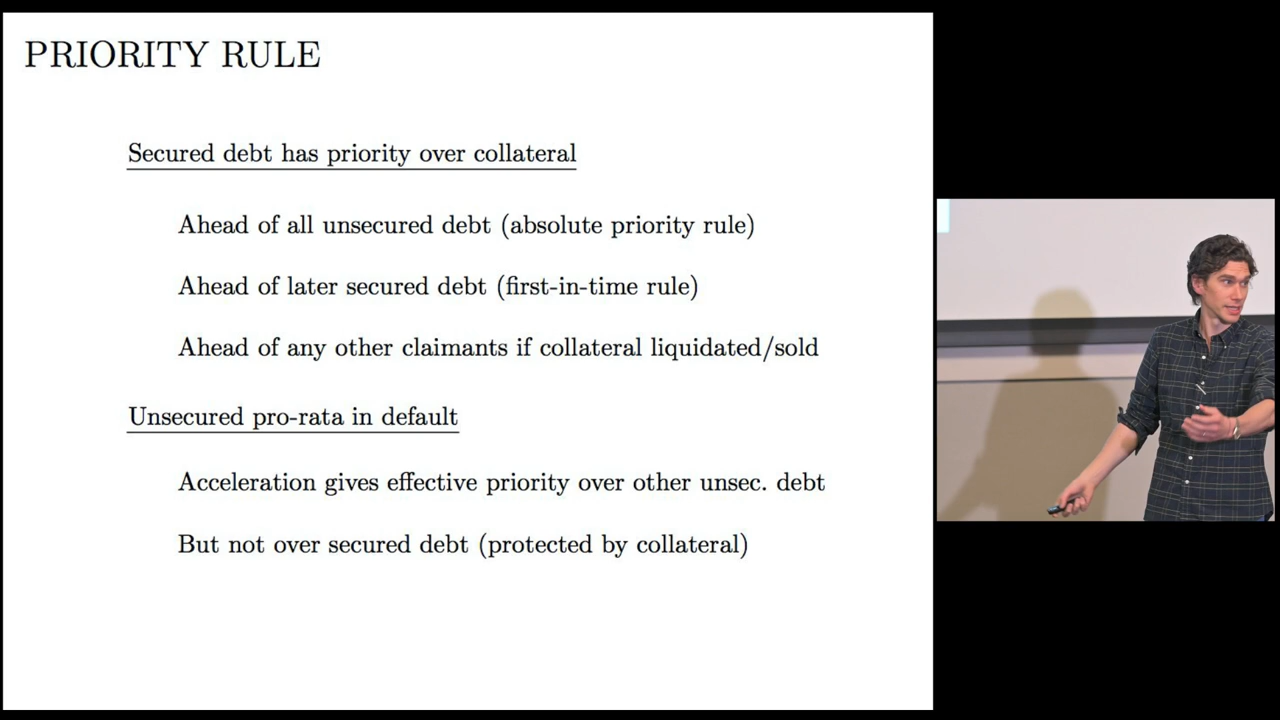 PRIORITY RULE
Secured debt has priority over collateral
Ahead of all unsecured debt (absolute priority rule)
Ahead of later secured debt (first-in-time rule)
Ahead of any other claimants if collateral liquidated/sold
Unsecured pro-rata in default
Acceleration gives effective priority over other unsec. debt
But not over secured debt (protected by collateral)